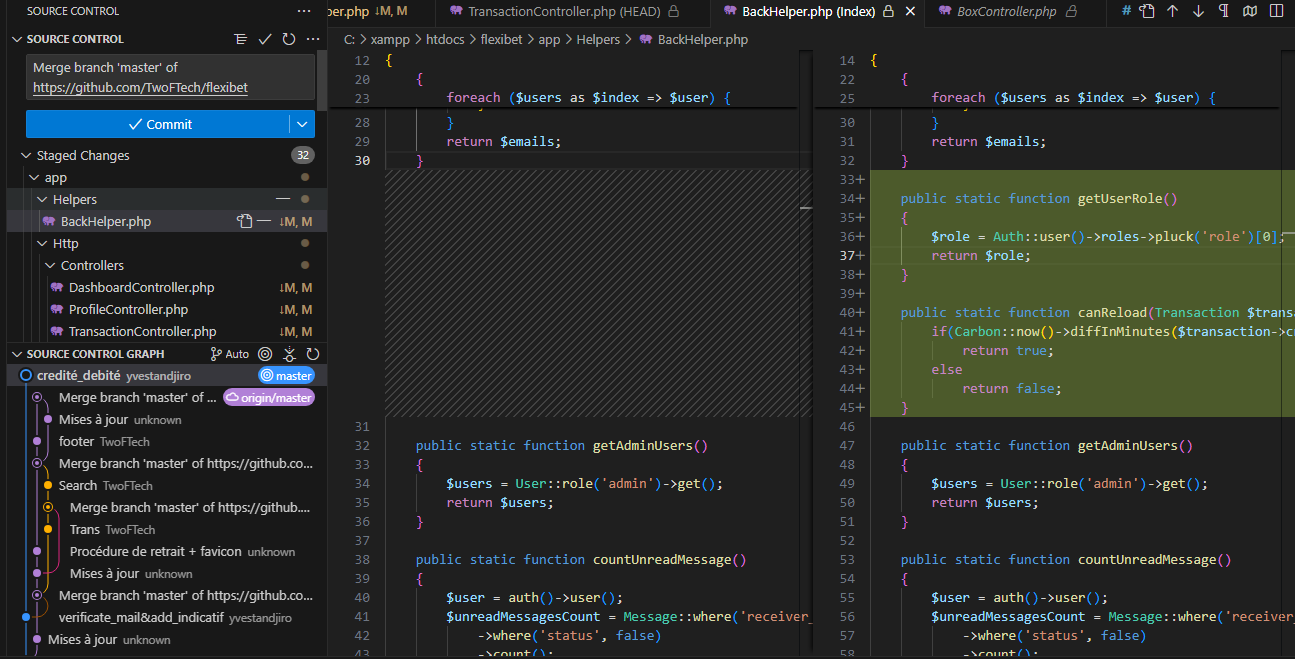 SOURCE CONTROL
SOURCE CONTROL
Merge branch 'master' of
https://github.com/TwoFTech/flexibet
Commit
Staged Changes 32
app
Helpers
BackHelper.php ↓M, M
Http
Controllers
DashboardController.php ↓M, M
ProfileController.php ↓M, M
TransactionController.php ↓M, M
SOURCE CONTROL GRAPH Auto
credité_debité yvestandjiro master
Merge branch 'master' of ... origin/master
Mises à jour unknown
footer TwoFTech
Merge branch 'master' of https://github.co...
Search TwoFTech
Merge branch 'master' of https://github....
Trans TwoFTech
Procédure de retrait + favicon unknown
Mises à jour unknown
Merge branch 'master' of https://github.co...
verificate_mail&add_indicatif yvestandjiro
Mises à jour unknown
er.php ↓M, M
TransactionController.php (HEAD)
BackHelper.php (Index)
BoxController.php
C: > xampp > htdocs > flexibet > app > Helpers > BackHelper.php
12 {
20 {
23 foreach ($users as $index => $user) {
28 }
29 return $emails;
30 }
31
32 public static function getAdminUsers()
33 {
34 $users = User::role('admin')->get();
35 return $users;
36 }
37
38 public static function countUnreadMessage()
39 {
40 $user = auth()->user();
41 $unreadMessagesCount = Message::where('receiver_
42 ->where('status', false)
43 ->count();
14 {
22 {
25 foreach ($users as $index => $user) {
30 }
31 return $emails;
32 }
33+
34+ public static function getUserRole()
35+ {
36+ $role = Auth::user()->roles->pluck('role')[0];
37+ return $role;
38+ }
39+
40+ public static function canReload(Transaction $transa
41+ if(Carbon::now()->diffInMinutes($transaction->cr
42+ return true;
43+ else
44+ return false;
45+ }
46
47 public static function getAdminUsers()
48 {
49 $users = User::role('admin')->get();
50 return $users;
51 }
52
53 public static function countUnreadMessage()
54 {
55 $user = auth()->user();
56 $unreadMessagesCount = Message::where('receiver_
57 ->where('status', false)
58 ->count();